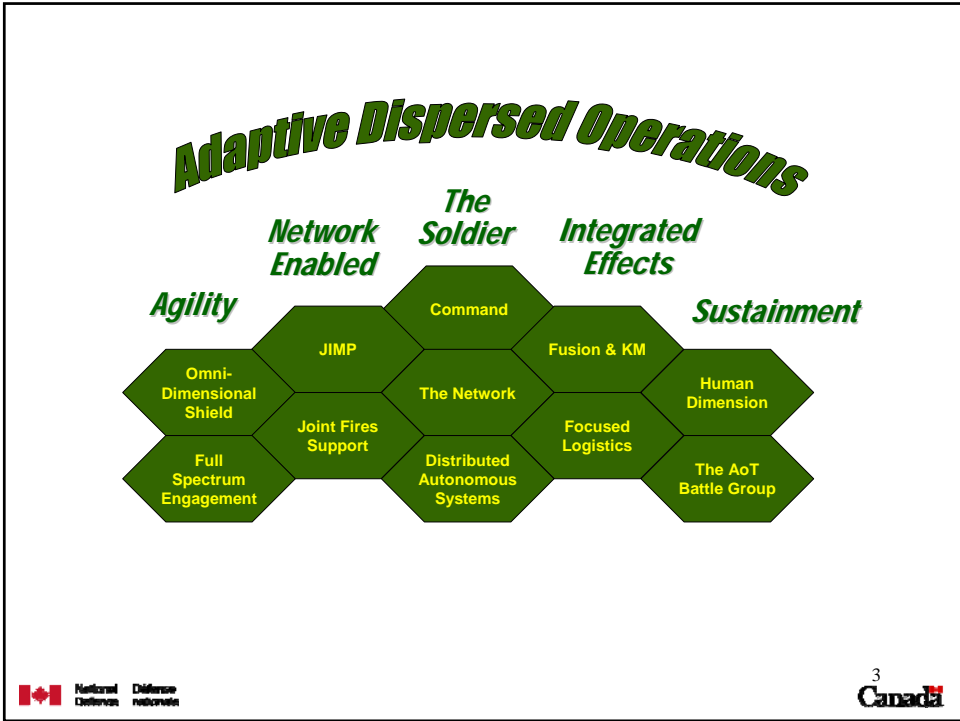 Adaptive Dispersed Operations
The
Soldier
Network
Enabled
Integrated
Effects
Agility
Sustainment
Command
JIMP
Fusion & KM
Omni-
Dimensional
Shield
The Network
Human
Dimension
Joint Fires
Support
Focused
Logistics
Full
Spectrum
Engagement
Distributed
Autonomous
Systems
The AoT
Battle Group
3
National Défense
Defence nationale
Canada